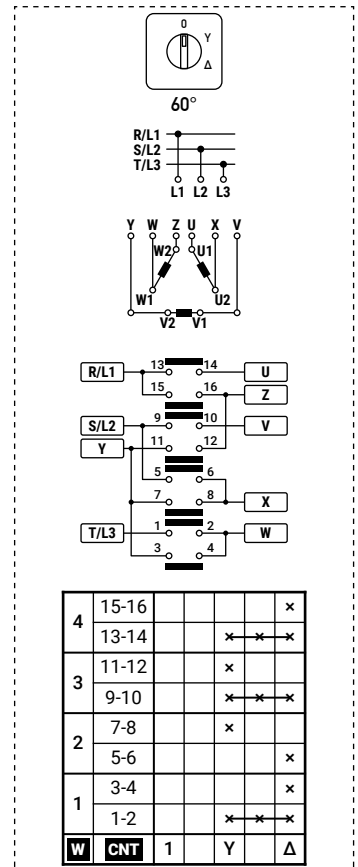 0
Y
Δ
60°
R/L1
S/L2
T/L3
L1 L2 L3
Y W Z U X V
W2 U1
W1 U2
V2 V1
R/L1 13 14 U
15 16 Z
S/L2 9 10 V
Y 11 12
5 6
7 8 X
T/L3 1 2 W
3 4
4 15-16 ×
13-14 × × ×
3 11-12 ×
9-10 × × ×
2 7-8 ×
5-6 ×
1 3-4 ×
1-2 × × ×
W CNT 1 Y Δ